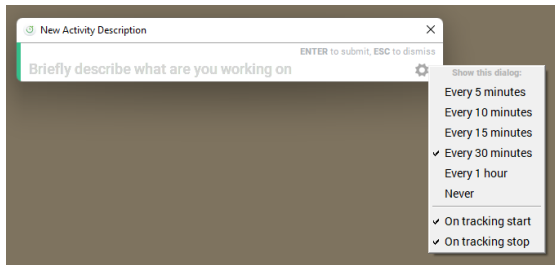 New Activity Description
ENTER to submit, ESC to dismiss
Briefly describe what are you working on
Show this dialog:
Every 5 minutes
Every 10 minutes
Every 15 minutes
Every 30 minutes
Every 1 hour
Never
On tracking start
On tracking stop